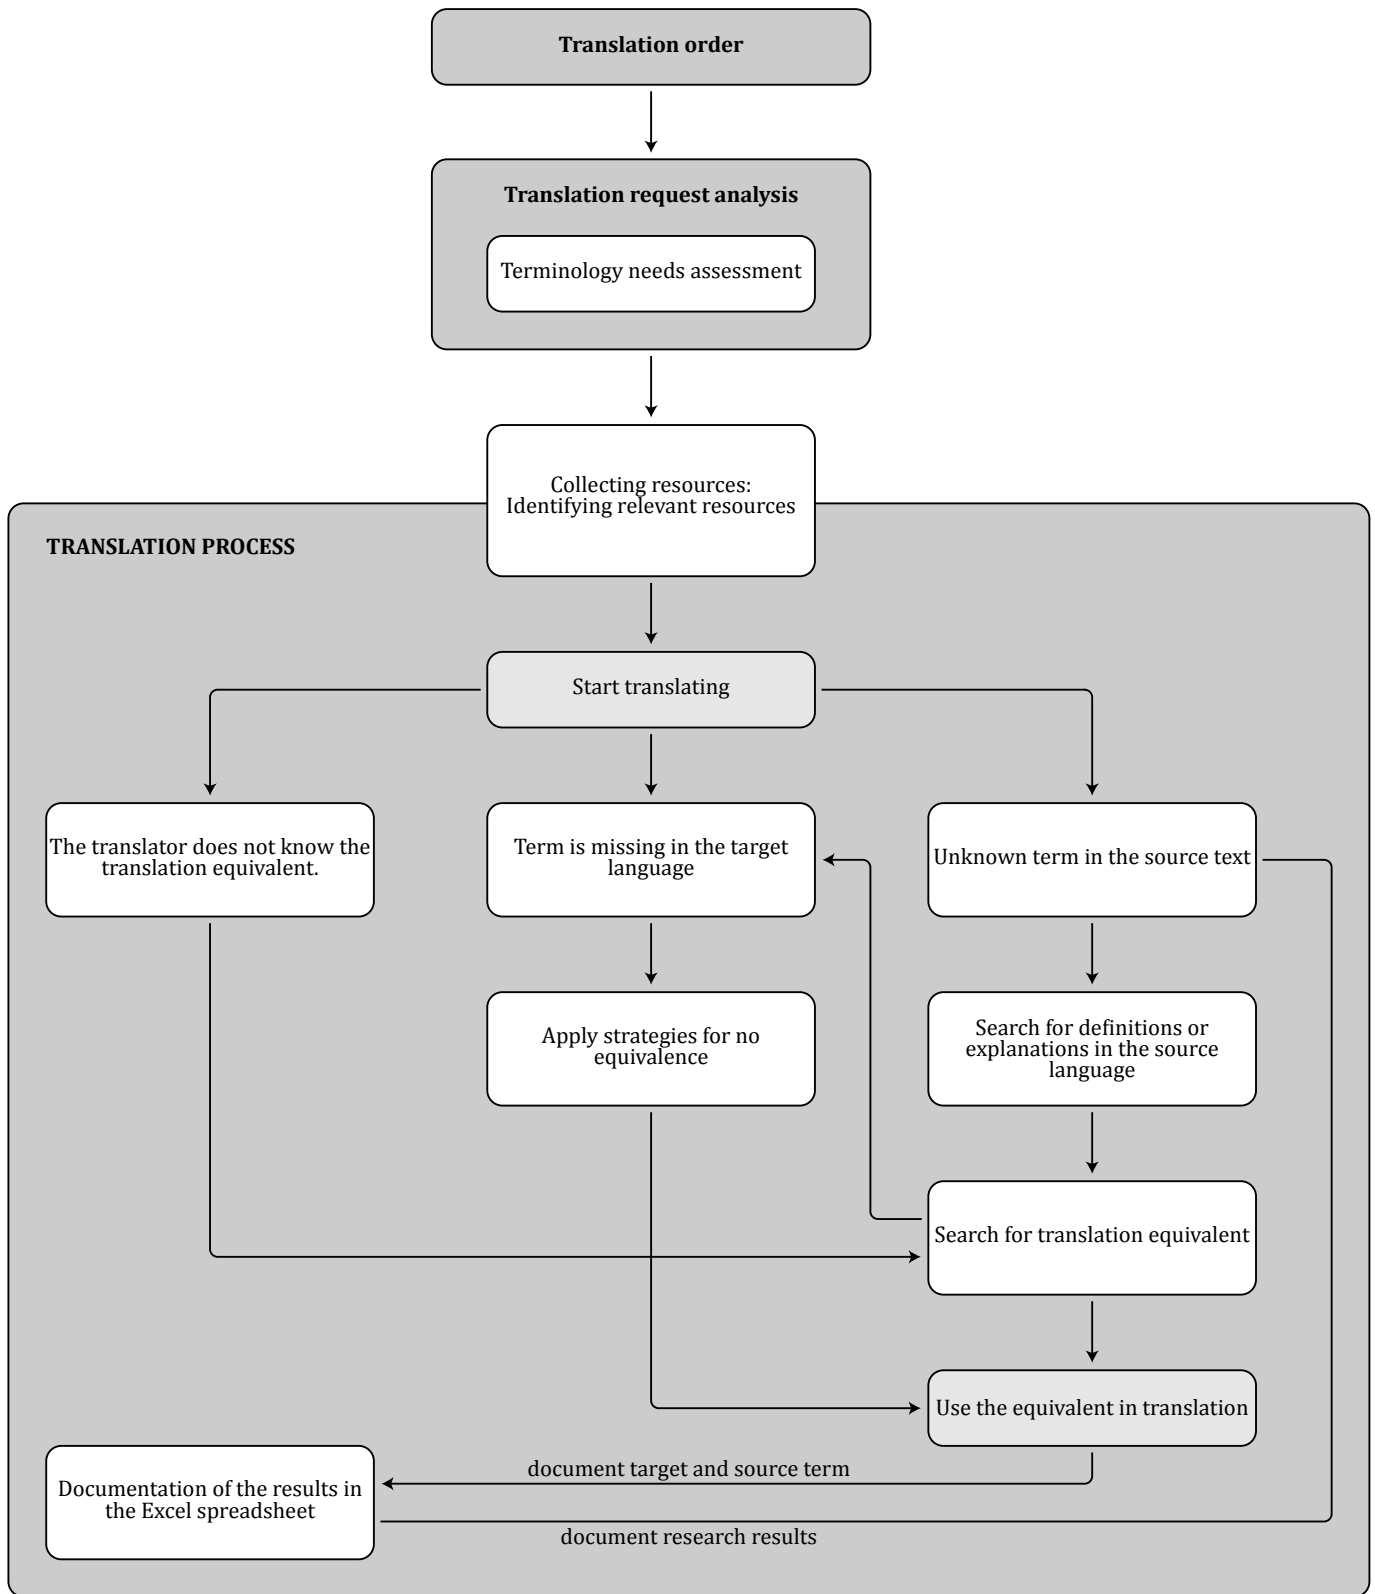 Translation order
Translation request analysis
Terminology needs assessment
Collecting resources:
Identifying relevant resources
TRANSLATION PROCESS
Start translating
The translator does not know the
translation equivalent.
Term is missing in the target
language
Unknown term in the source text
Apply strategies for no
equivalence
Search for definitions or
explanations in the source
language
Search for translation equivalent
Use the equivalent in translation
document target and source term
Documentation of the results in
the Excel spreadsheet
document research results